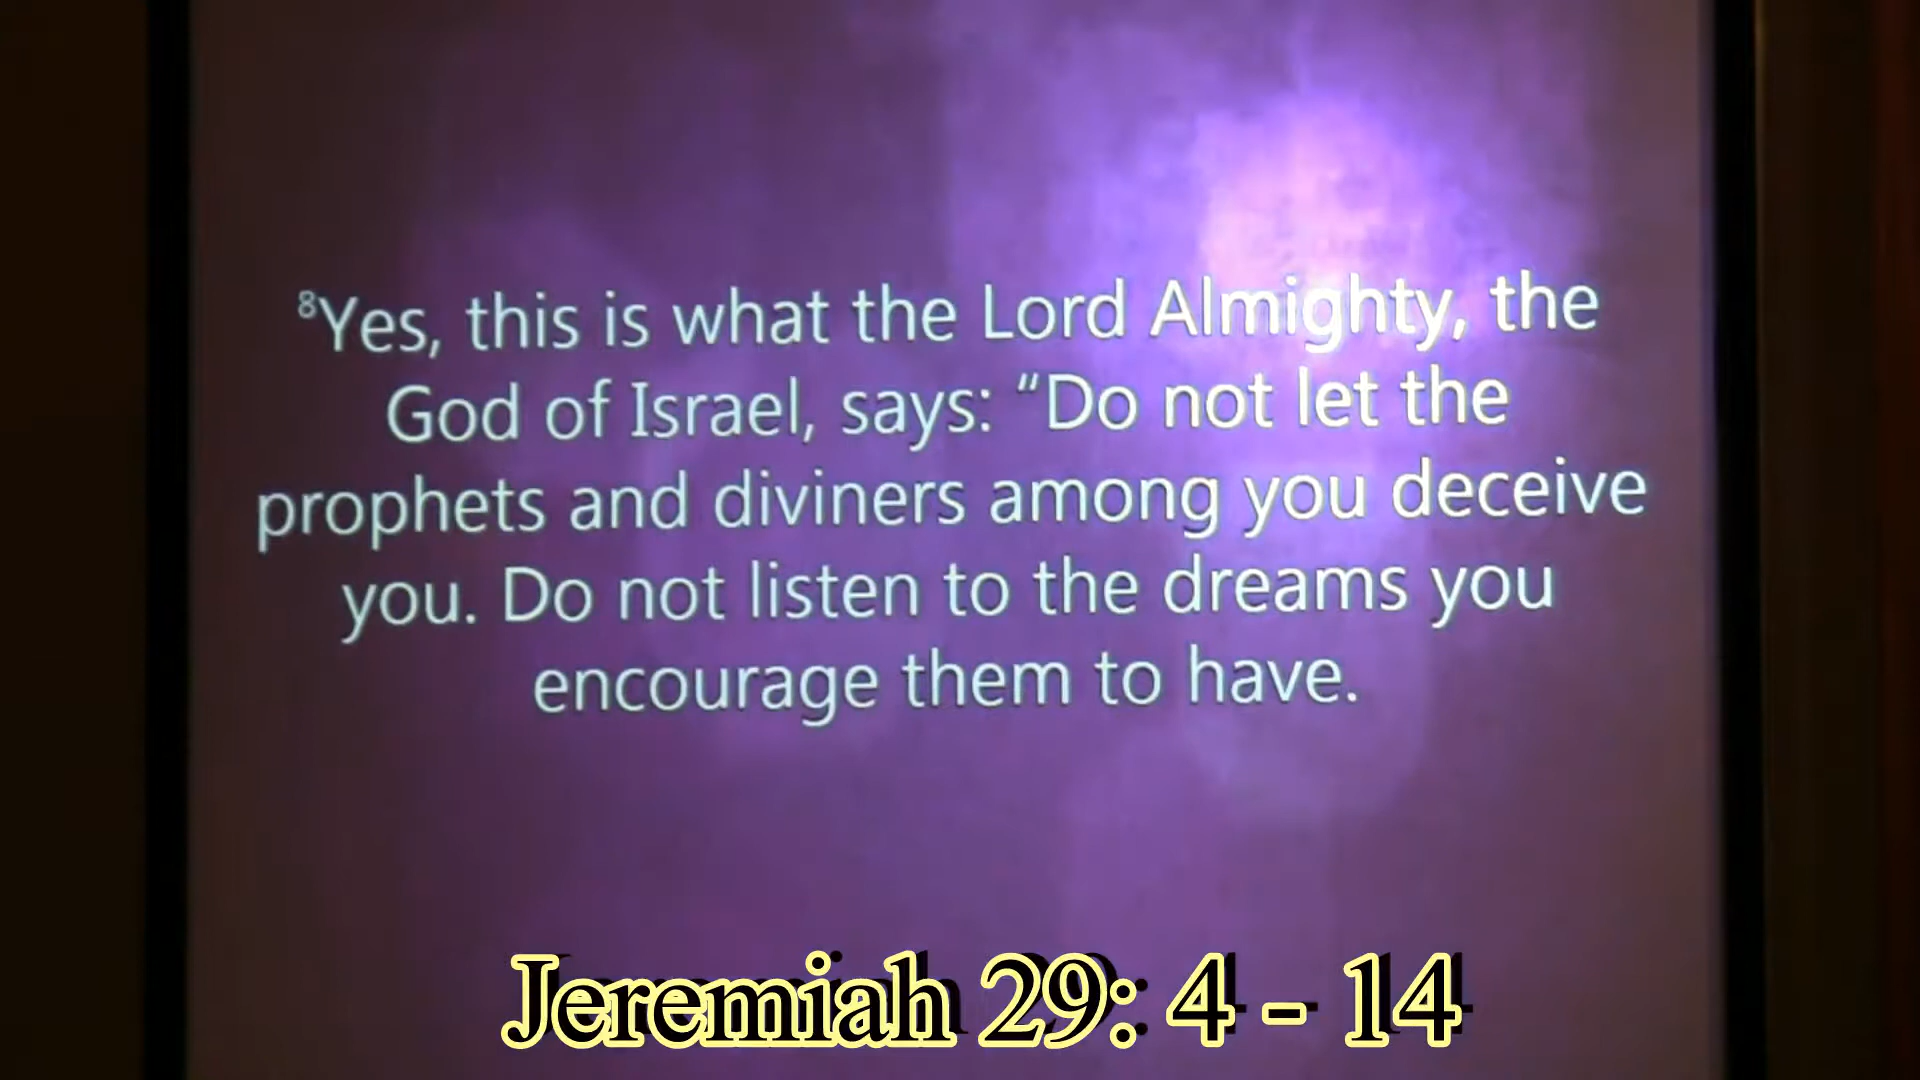 ⁸Yes, this is what the Lord Almighty, the
God of Israel, says: “Do not let the
prophets and diviners among you deceive
you. Do not listen to the dreams you
encourage them to have.
Jeremiah 29: 4 - 14